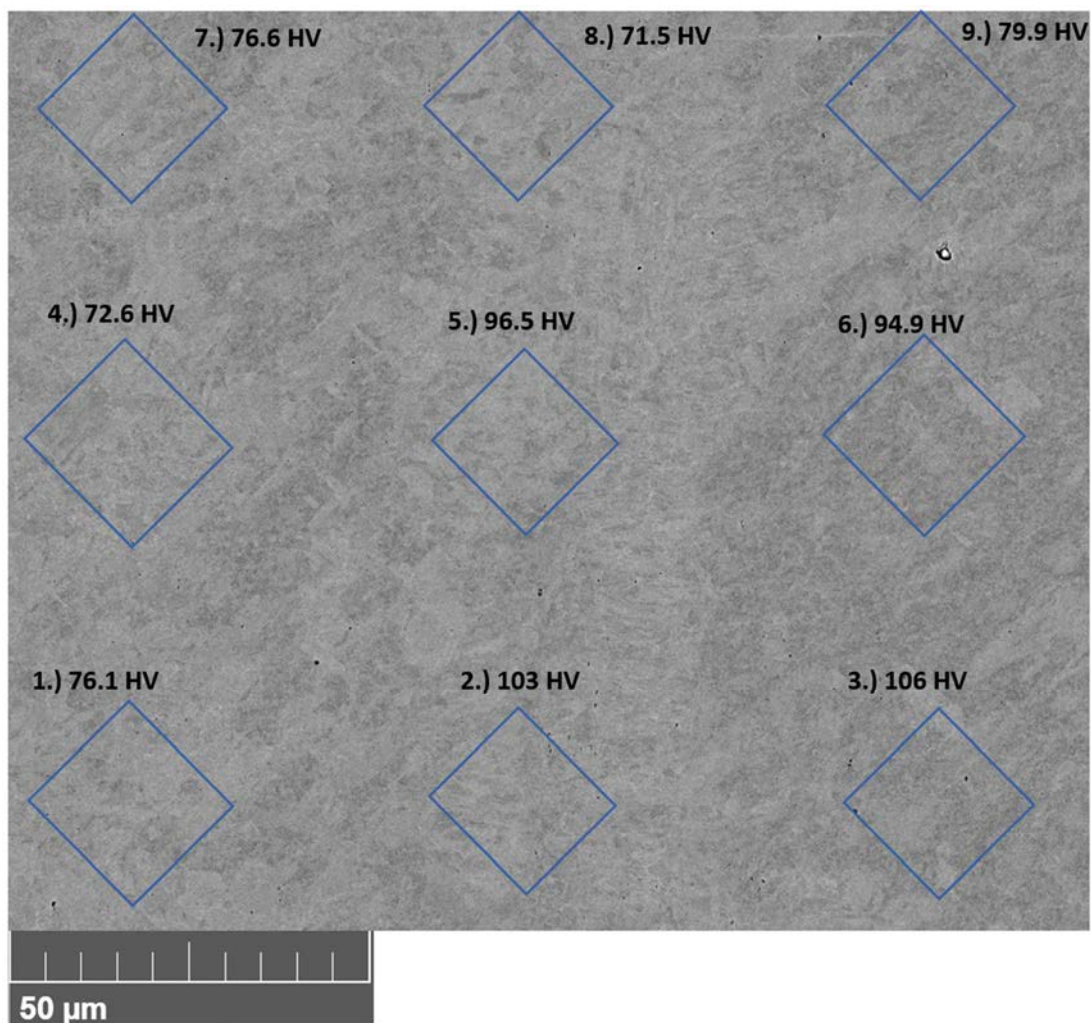 7.) 76.6 HV
8.) 71.5 HV
9.) 79.9 HV
4.) 72.6 HV
5.) 96.5 HV
6.) 94.9 HV
1.) 76.1 HV
2.) 103 HV
3.) 106 HV
50 µm